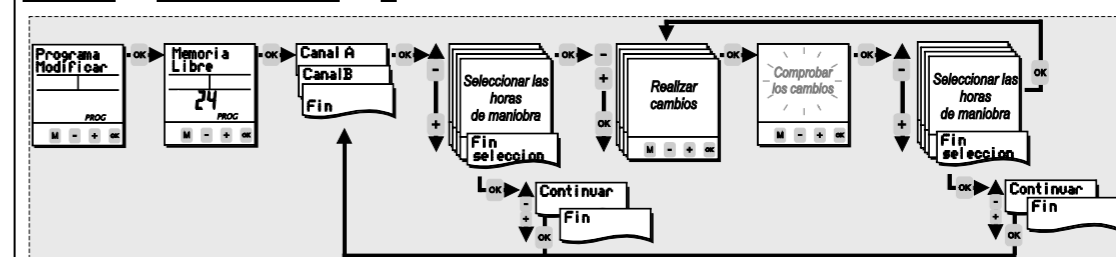 Programa
Modificar
PROG
M - + OK
OK
Memoria
Libre
24
PROG
M - + OK
OK
Canal A
CanalB
Fin
OK
-
+
Seleccionar las
horas
de maniobra
Fin
seleccion
OK
-
+
OK
Realizar
cambios
M - + OK
OK
Comprobar
los cambios
M - + OK
OK
-
+
Seleccionar las
horas
de maniobra
Fin
seleccion
OK
OK
-
+
OK
Continuar
Fin
OK
-
+
OK
Continuar
Fin